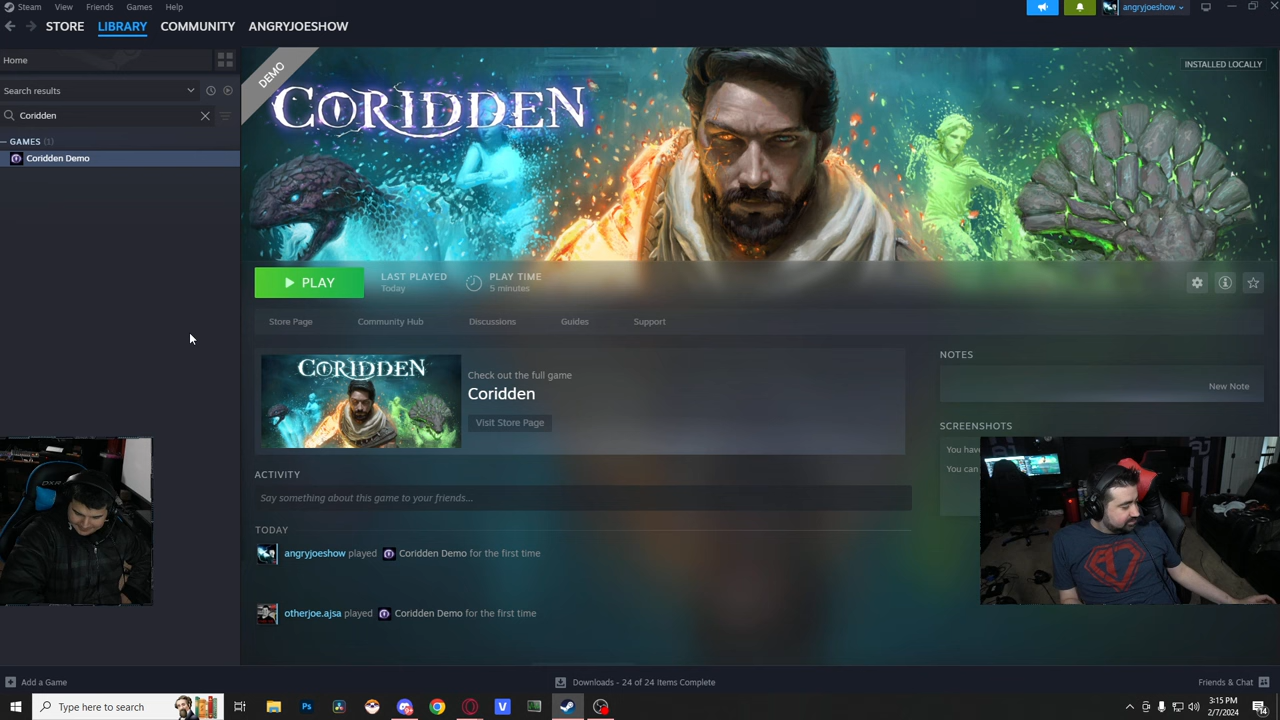 Steam View Friends Games Help
angryjoeshow
STORE LIBRARY COMMUNITY ANGRYJOESHOW
Home
Search results
Coridden
GAMES (1)
Coridden Demo
DEMO
CORIDDEN
INSTALLED LOCALLY
PLAY
LAST PLAYED
Today
PLAY TIME
5 minutes
Store Page Community Hub Discussions Guides Support
CORIDDEN
Check out the full game
Coridden
Visit Store Page
NOTES
New Note
SCREENSHOTS
You have
You can
ACTIVITY
Say something about this game to your friends...
TODAY
angryjoeshow played Coridden Demo for the first time
otherjoe.ajsa played Coridden Demo for the first time
Add a Game
Downloads - 24 of 24 Items Complete
Friends & Chat
Type here to search
3:15 PM
2/7/2024